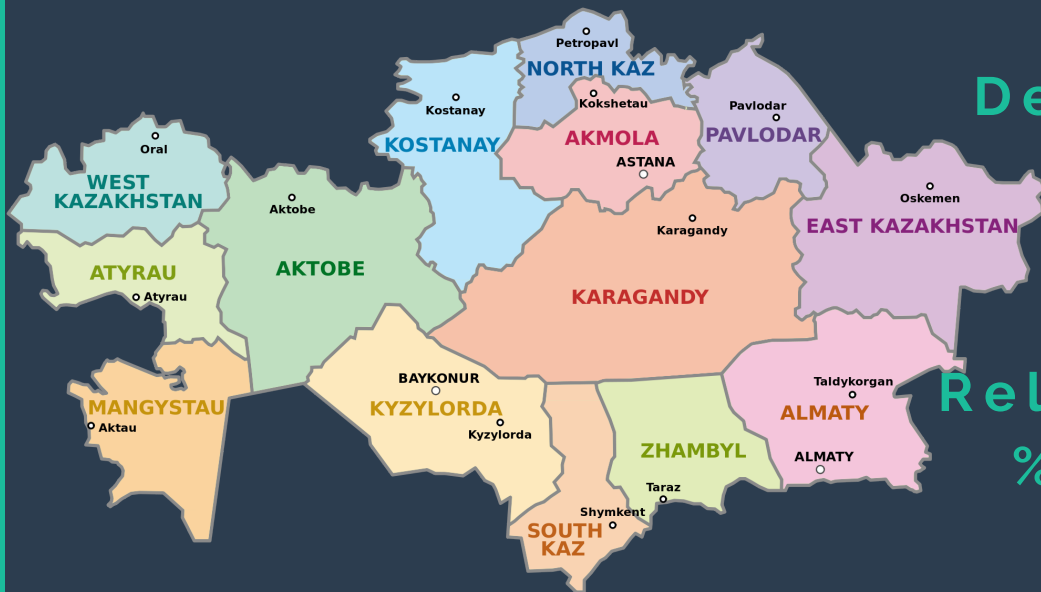 Petropavl
NORTH KAZ
Kostanay
Kokshetau
Pavlodar
De
KOSTANAY
AKMOLA
PAVLODAR
ASTANA
Oral
WEST
KAZAKHSTAN
Aktobe
Karagandy
Oskemen
EAST KAZAKHSTAN
ATYRAU
AKTOBE
Atyrau
KARAGANDY
BAYKONUR
Taldykorgan
Rel
MANGYSTAU
KYZYLORDA
ALMATY
Aktau
Kyzylorda
ZHAMBYL
ALMATY
%
Taraz
Shymkent
SOUTH
KAZ